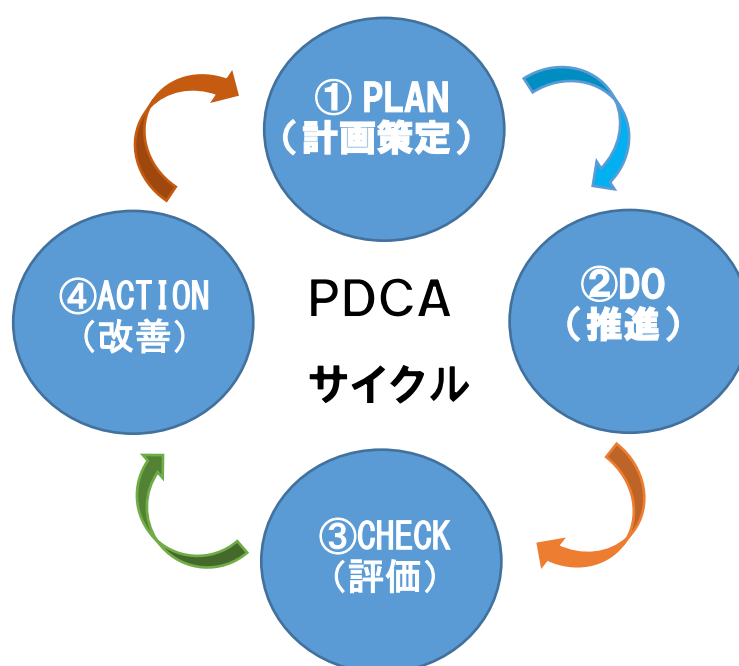 ① PLAN
（計画策定）
②DO
（推進）
③CHECK
（評価）
④ACTION
（改善）
PDCA
サイクル